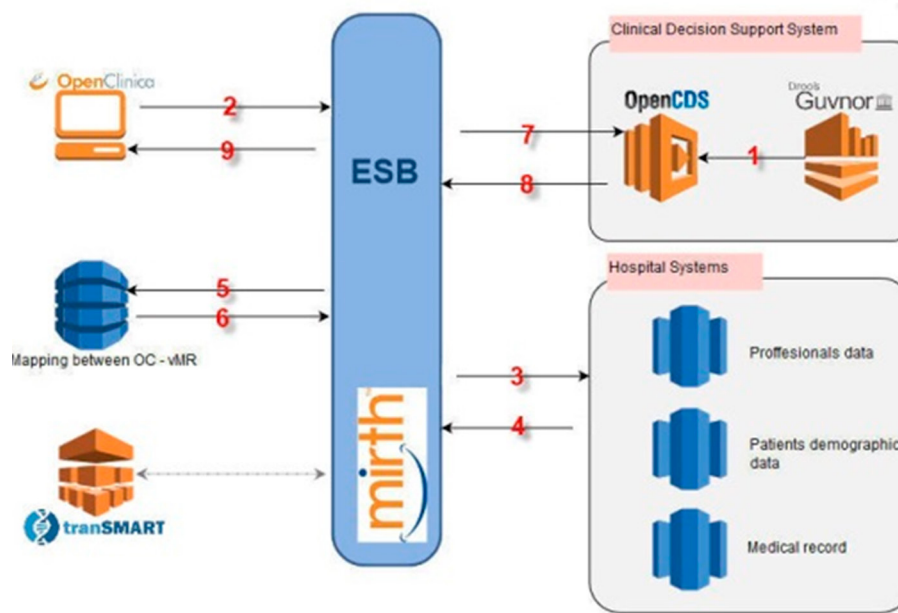 OpenClinica
2
9
ESB
Clinical Decision Support System
OpenCDS
Drools
Guvnor
7
8
1
5
6
Mapping between OC - vMR
Hospital Systems
3
4
Proffesionals data
Patients demographic
data
Medical record
mirth
tranSMART